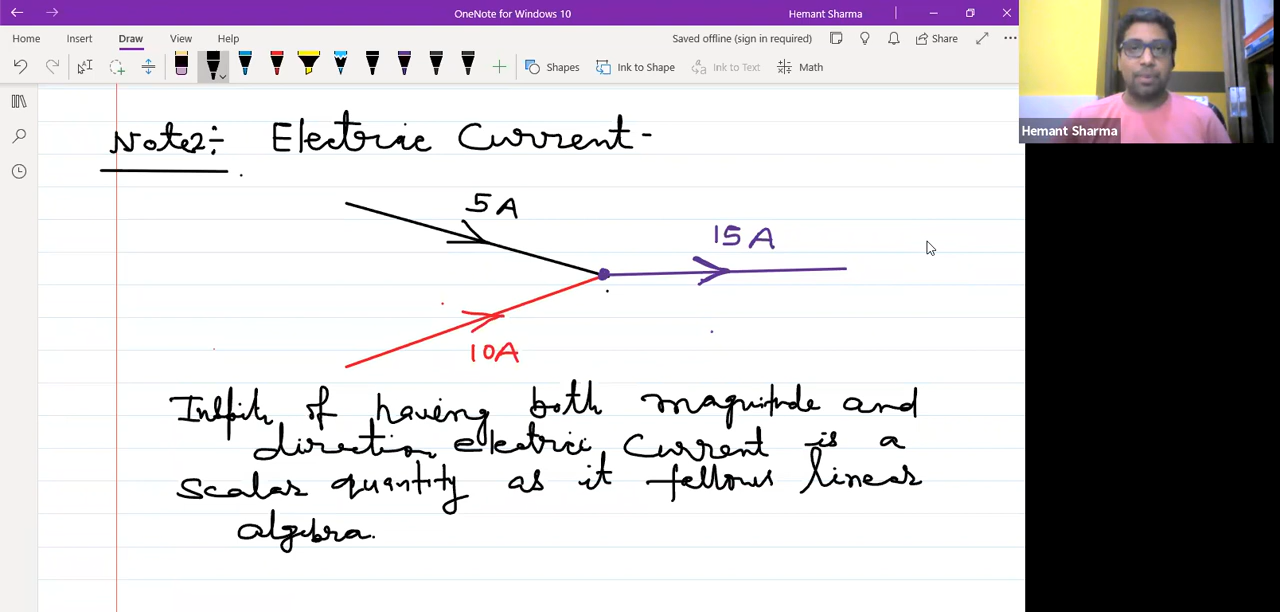 OneNote for Windows 10
Hemant Sharma
Home Insert Draw View Help
Saved offline (sign in required)
Share
Shapes
Ink to Shape
Ink to Text
Math
Hemant Sharma
Note2:- Electric Current-
5A
15 A
10A
Inspite of having both magnitude and
direction electric current is a
scalar quantity as it follows linear
algebra.